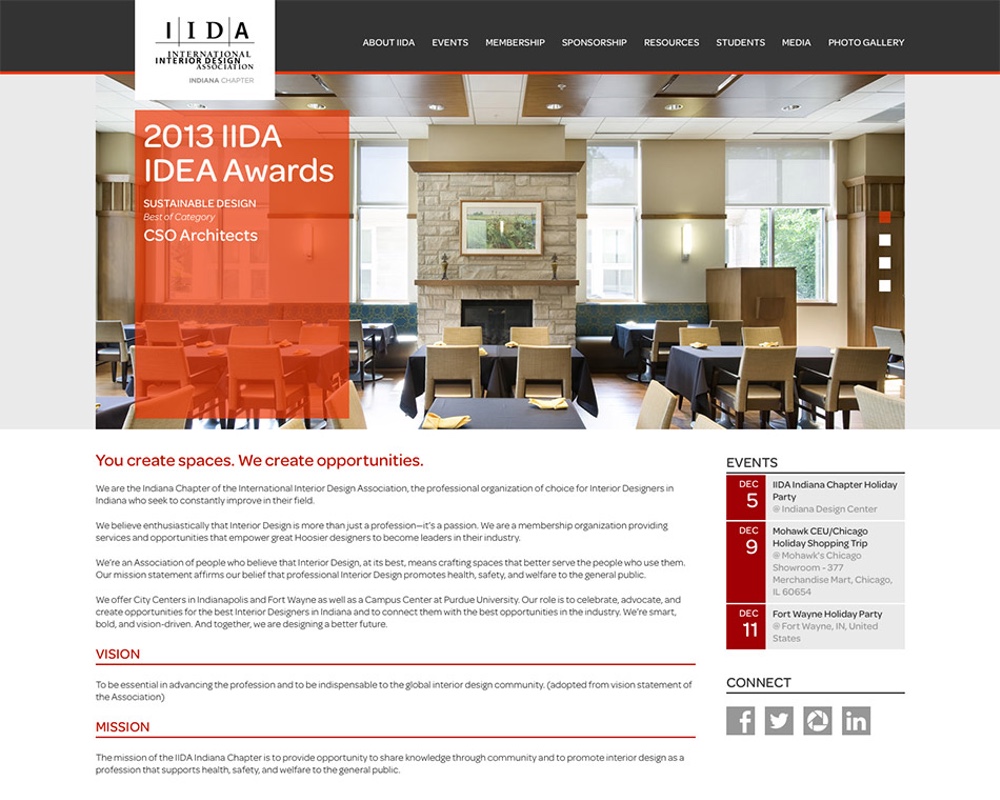 I|I D|A
INTERNATIONAL
INTERIOR DESIGN
ASSOCIATION
INDIANA CHAPTER
ABOUT IIDA EVENTS MEMBERSHIP SPONSORSHIP RESOURCES STUDENTS MEDIA PHOTO GALLERY
2013 IIDA
IDEA Awards
SUSTAINABLE DESIGN
Best of Category
CSO Architects
You create spaces. We create opportunities.
We are the Indiana Chapter of the International Interior Design Association, the professional organization of choice for Interior Designers in
Indiana who seek to constantly improve in their field.
We believe enthusiastically that Interior Design is more than just a profession—it's a passion. We are a membership organization providing
services and opportunities that empower great Hoosier designers to become leaders in their industry.
We're an Association of people who believe that Interior Design, at its best, means crafting spaces that better serve the people who use them.
Our mission statement affirms our belief that professional Interior Design promotes health, safety, and welfare to the general public.
We offer City Centers in Indianapolis and Fort Wayne as well as a Campus Center at Purdue University. Our role is to celebrate, advocate, and
create opportunities for the best Interior Designers in Indiana and to connect them with the best opportunities in the industry. We're smart,
bold, and vision-driven. And together, we are designing a better future.
VISION
To be essential in advancing the profession and to be indispensable to the global interior design community. (adopted from vision statement of
the Association)
MISSION
The mission of the IIDA Indiana Chapter is to provide opportunity to share knowledge through community and to promote interior design as a
profession that supports health, safety, and welfare to the general public.
EVENTS
DEC
5
IIDA Indiana Chapter Holiday
Party
@ Indiana Design Center
DEC
9
Mohawk CEU/Chicago
Holiday Shopping Trip
@ Mohawk's Chicago
Showroom - 377
Merchandise Mart, Chicago,
IL 60654
DEC
11
Fort Wayne Holiday Party
@ Fort Wayne, IN, United
States
CONNECT